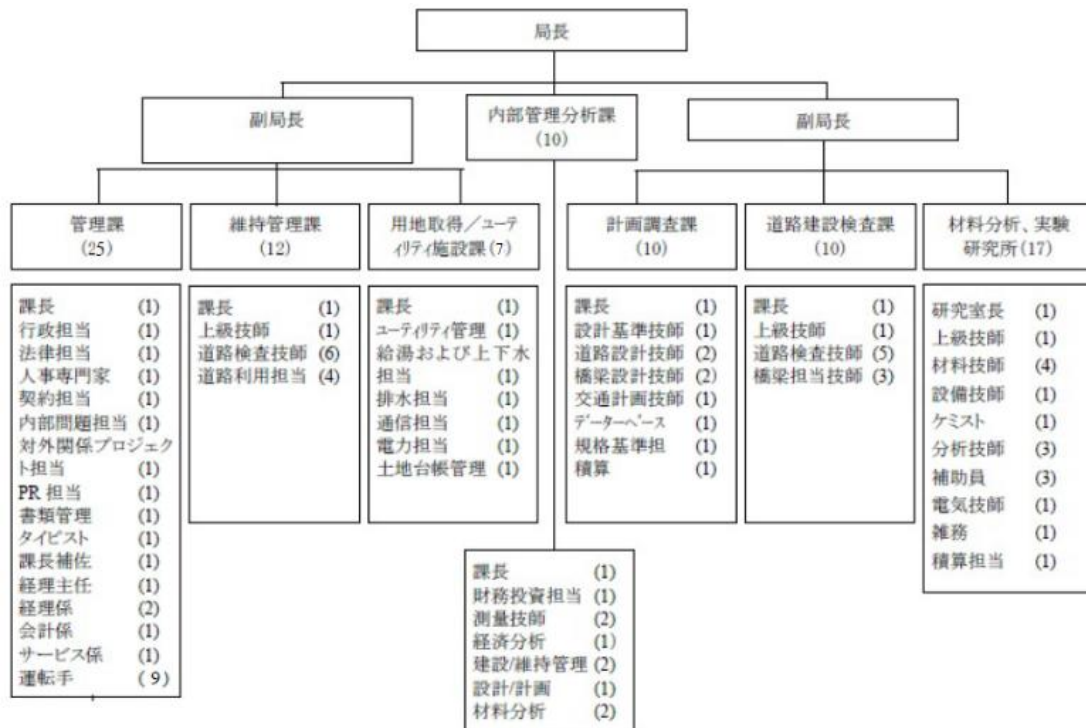 局長
副局長
内部管理分析課
(10)
副局長
管理課
(25)
維持管理課
(12)
用地取得／ユーテ
ィリティ施設課(7)
計画調査課
(10)
道路建設検査課
(10)
材料分析、実験
研究所(17)
課長 (1)
行政担当 (1)
法律担当 (1)
人事専門家 (1)
契約担当 (1)
内部問題担当 (1)
対外関係プロジェク
ト担当 (1)
PR 担当 (1)
書類管理 (1)
タイピスト (1)
課長補佐 (1)
経理主任 (1)
経理係 (2)
会計係 (1)
サービス係 (1)
運転手 ( 9)
課長 (1)
上級技師 (1)
道路検査技師 (6)
道路利用担当 (4)
課長 (1)
ユーティリティ管理 (1)
給湯および上下水
担当 (1)
排水担当 (1)
通信担当 (1)
電力担当 (1)
土地台帳管理 (1)
課長 (1)
設計基準技師 (1)
道路設計技師 (2)
橋梁設計技師 (2)
交通計画技師 (1)
データーベース (1)
規格基準担 (1)
積算 (1)
課長 (1)
上級技師 (1)
道路検査技師 (5)
橋梁担当技師 (3)
研究室長 (1)
上級技師 (1)
材料技師 (4)
設備技師 (1)
ケミスト (1)
分析技師 (3)
補助員 (3)
電気技師 (1)
雑務 (1)
積算担当 (1)
課長 (1)
財務投資担当 (1)
測量技師 (2)
経済分析 (1)
建設/維持管理 (2)
設計/計画 (1)
材料分析 (2)